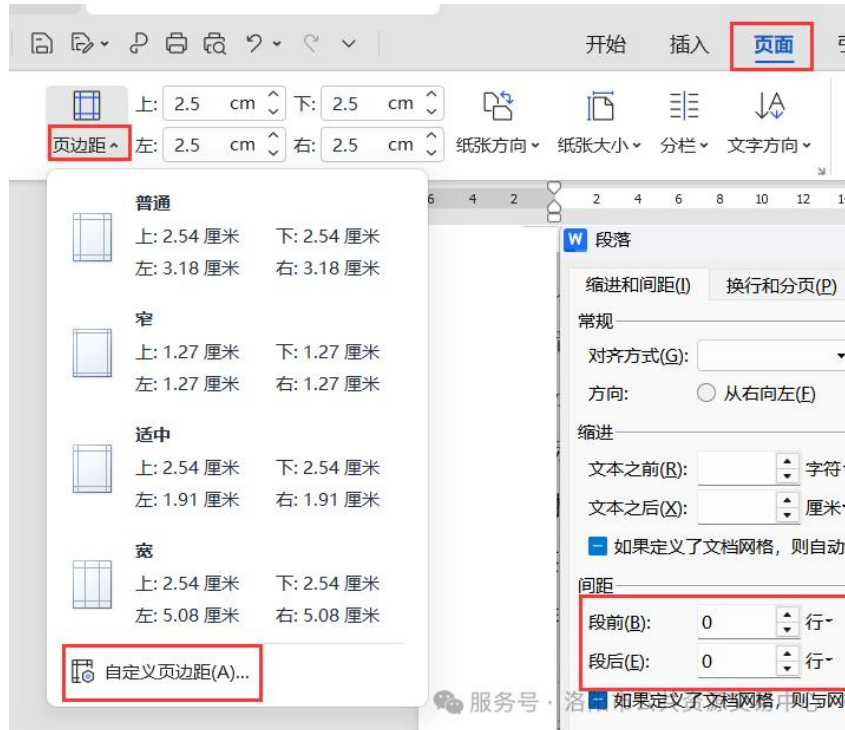 开始 插入 页面
页边距 上: 2.5 cm 下: 2.5 cm
左: 2.5 cm 右: 2.5 cm 纸张方向 纸张大小 分栏 文字方向
普通
上: 2.54 厘米 下: 2.54 厘米
左: 3.18 厘米 右: 3.18 厘米
窄
上: 1.27 厘米 下: 1.27 厘米
左: 1.27 厘米 右: 1.27 厘米
适中
上: 2.54 厘米 下: 2.54 厘米
左: 1.91 厘米 右: 1.91 厘米
宽
上: 2.54 厘米 下: 2.54 厘米
左: 5.08 厘米 右: 5.08 厘米
自定义页边距(A)...
6 4 2 2 4 6 8 10 12
W 段落
缩进和间距(I) 换行和分页(P)
常规
对齐方式(G):
方向: 从右向左(F)
缩进
文本之前(R): 字符
文本之后(X): 厘米
如果定义了文档网格，则自动
间距
段前(B): 0 行
段后(E): 0 行
如果定义了文档网格，则与网
服务号 · 洛